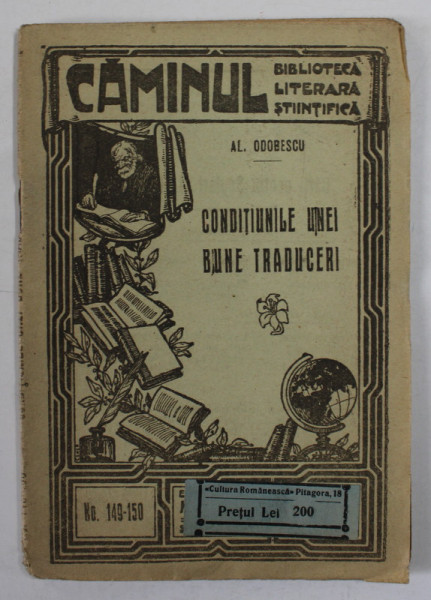 CĂMINUL
BIBLIOTECA
LITERARĂ
ŞTIINŢIFICĂ
AL. ODOBESCU
CONDIŢIUNILE UNEI
BUNE TRADUCERI
No. 149-150
«Cultura Românească» Pitagora, 18
Preţul Lei 200